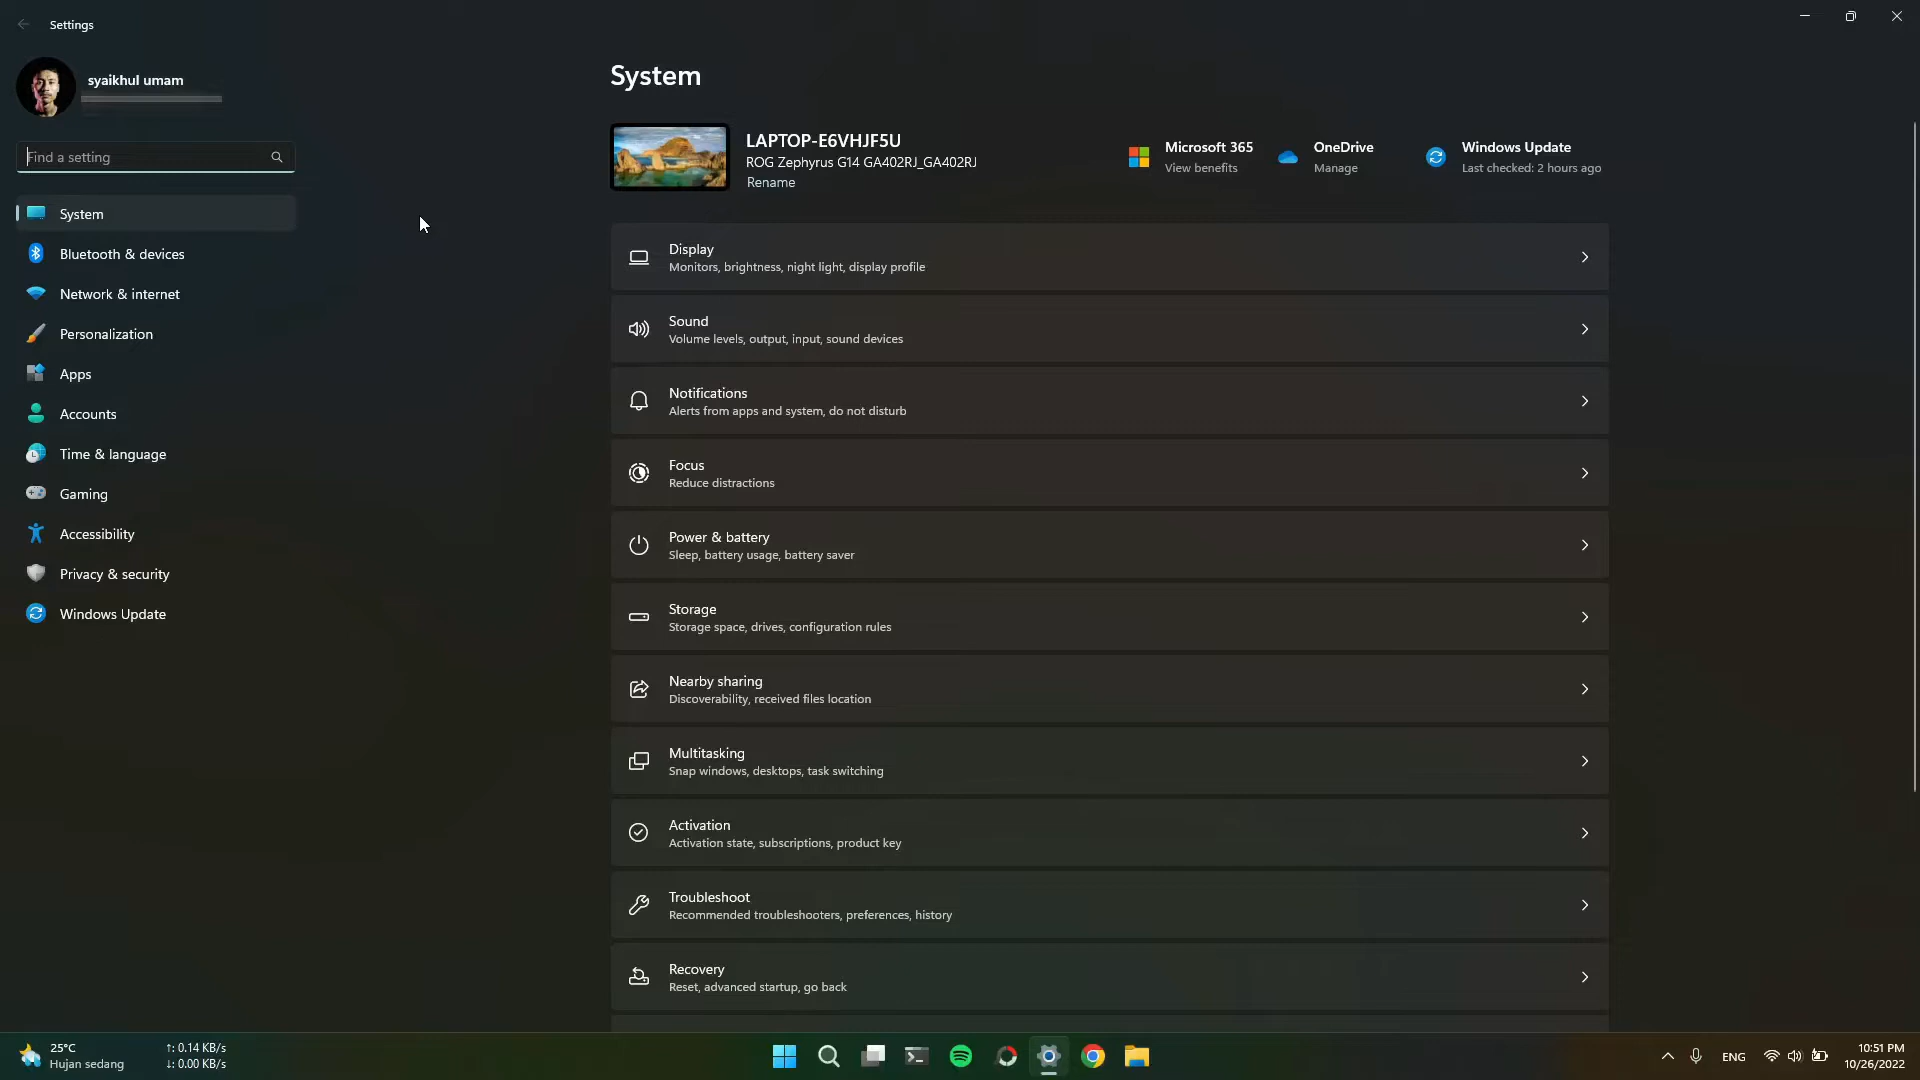 Settings
syaikhul umam
Find a setting
System
Bluetooth & devices
Network & internet
Personalization
Apps
Accounts
Time & language
Gaming
Accessibility
Privacy & security
Windows Update
System
LAPTOP-E6VHJF5U
ROG Zephyrus G14 GA402RJ_GA402RJ
Rename
Microsoft 365
View benefits
OneDrive
Manage
Windows Update
Last checked: 2 hours ago
Display
Monitors, brightness, night light, display profile
Sound
Volume levels, output, input, sound devices
Notifications
Alerts from apps and system, do not disturb
Focus
Reduce distractions
Power & battery
Sleep, battery usage, battery saver
Storage
Storage space, drives, configuration rules
Nearby sharing
Discoverability, received files location
Multitasking
Snap windows, desktops, task switching
Activation
Activation state, subscriptions, product key
Troubleshoot
Recommended troubleshooters, preferences, history
Recovery
Reset, advanced startup, go back
25°C
Hujan sedang
↑: 0.14 KB/s
↓: 0.00 KB/s
ENG
10:51 PM
10/26/2022